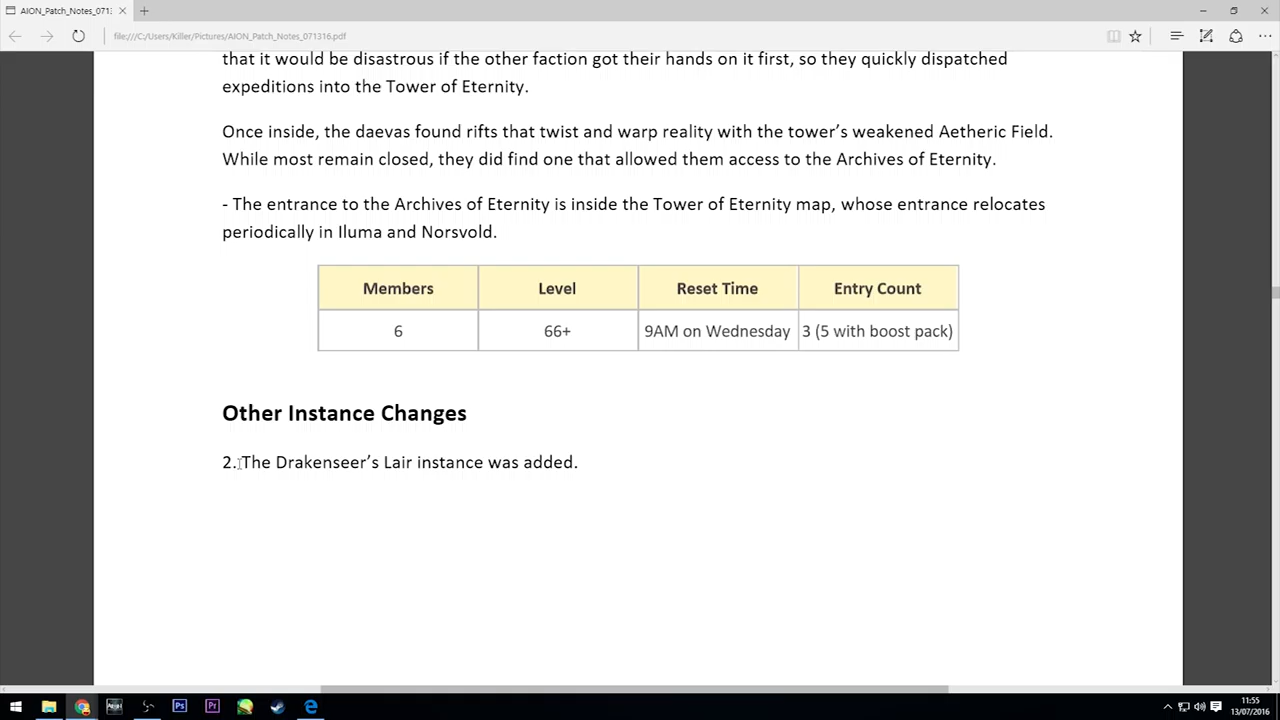 AION_Patch_Notes_071
file:///C:/Users/Killer/Pictures/AION_Patch_Notes_071316.pdf
that it would be disastrous if the other faction got their hands on it first, so they quickly dispatched
expeditions into the Tower of Eternity.
Once inside, the daevas found rifts that twist and warp reality with the tower’s weakened Aetheric Field.
While most remain closed, they did find one that allowed them access to the Archives of Eternity.
- The entrance to the Archives of Eternity is inside the Tower of Eternity map, whose entrance relocates
periodically in Iluma and Norsvold.
Members Level Reset Time Entry Count
6 66+ 9AM on Wednesday 3 (5 with boost pack)
Other Instance Changes
2. The Drakenseer’s Lair instance was added.
Ps Pr
11:55
13/07/2016